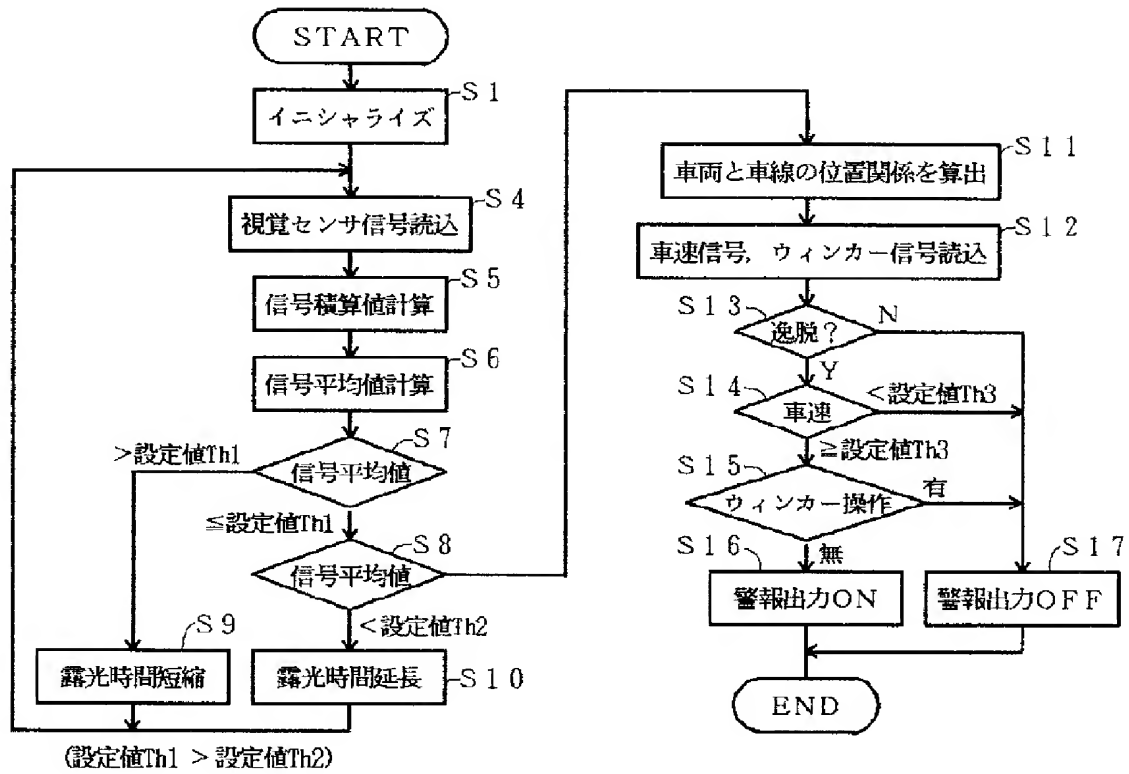 START
S1
イニシャライズ
S4
視覚センサ信号読込
S5
信号積算値計算
S6
信号平均値計算
S7
>設定値Th1
信号平均値
≦設定値Th1
S8
信号平均値
<設定値Th2
S9
露光時間短縮
露光時間延長
S10
(設定値Th1 > 設定値Th2)
S11
車両と車線の位置関係を算出
S12
車速信号，ウィンカー信号読込
S13
N
逸脱？
Y
S14
<設定値Th3
車速
≧設定値Th3
S15
有
ウィンカー操作
無
S16
警報出力ON
S17
警報出力OFF
END